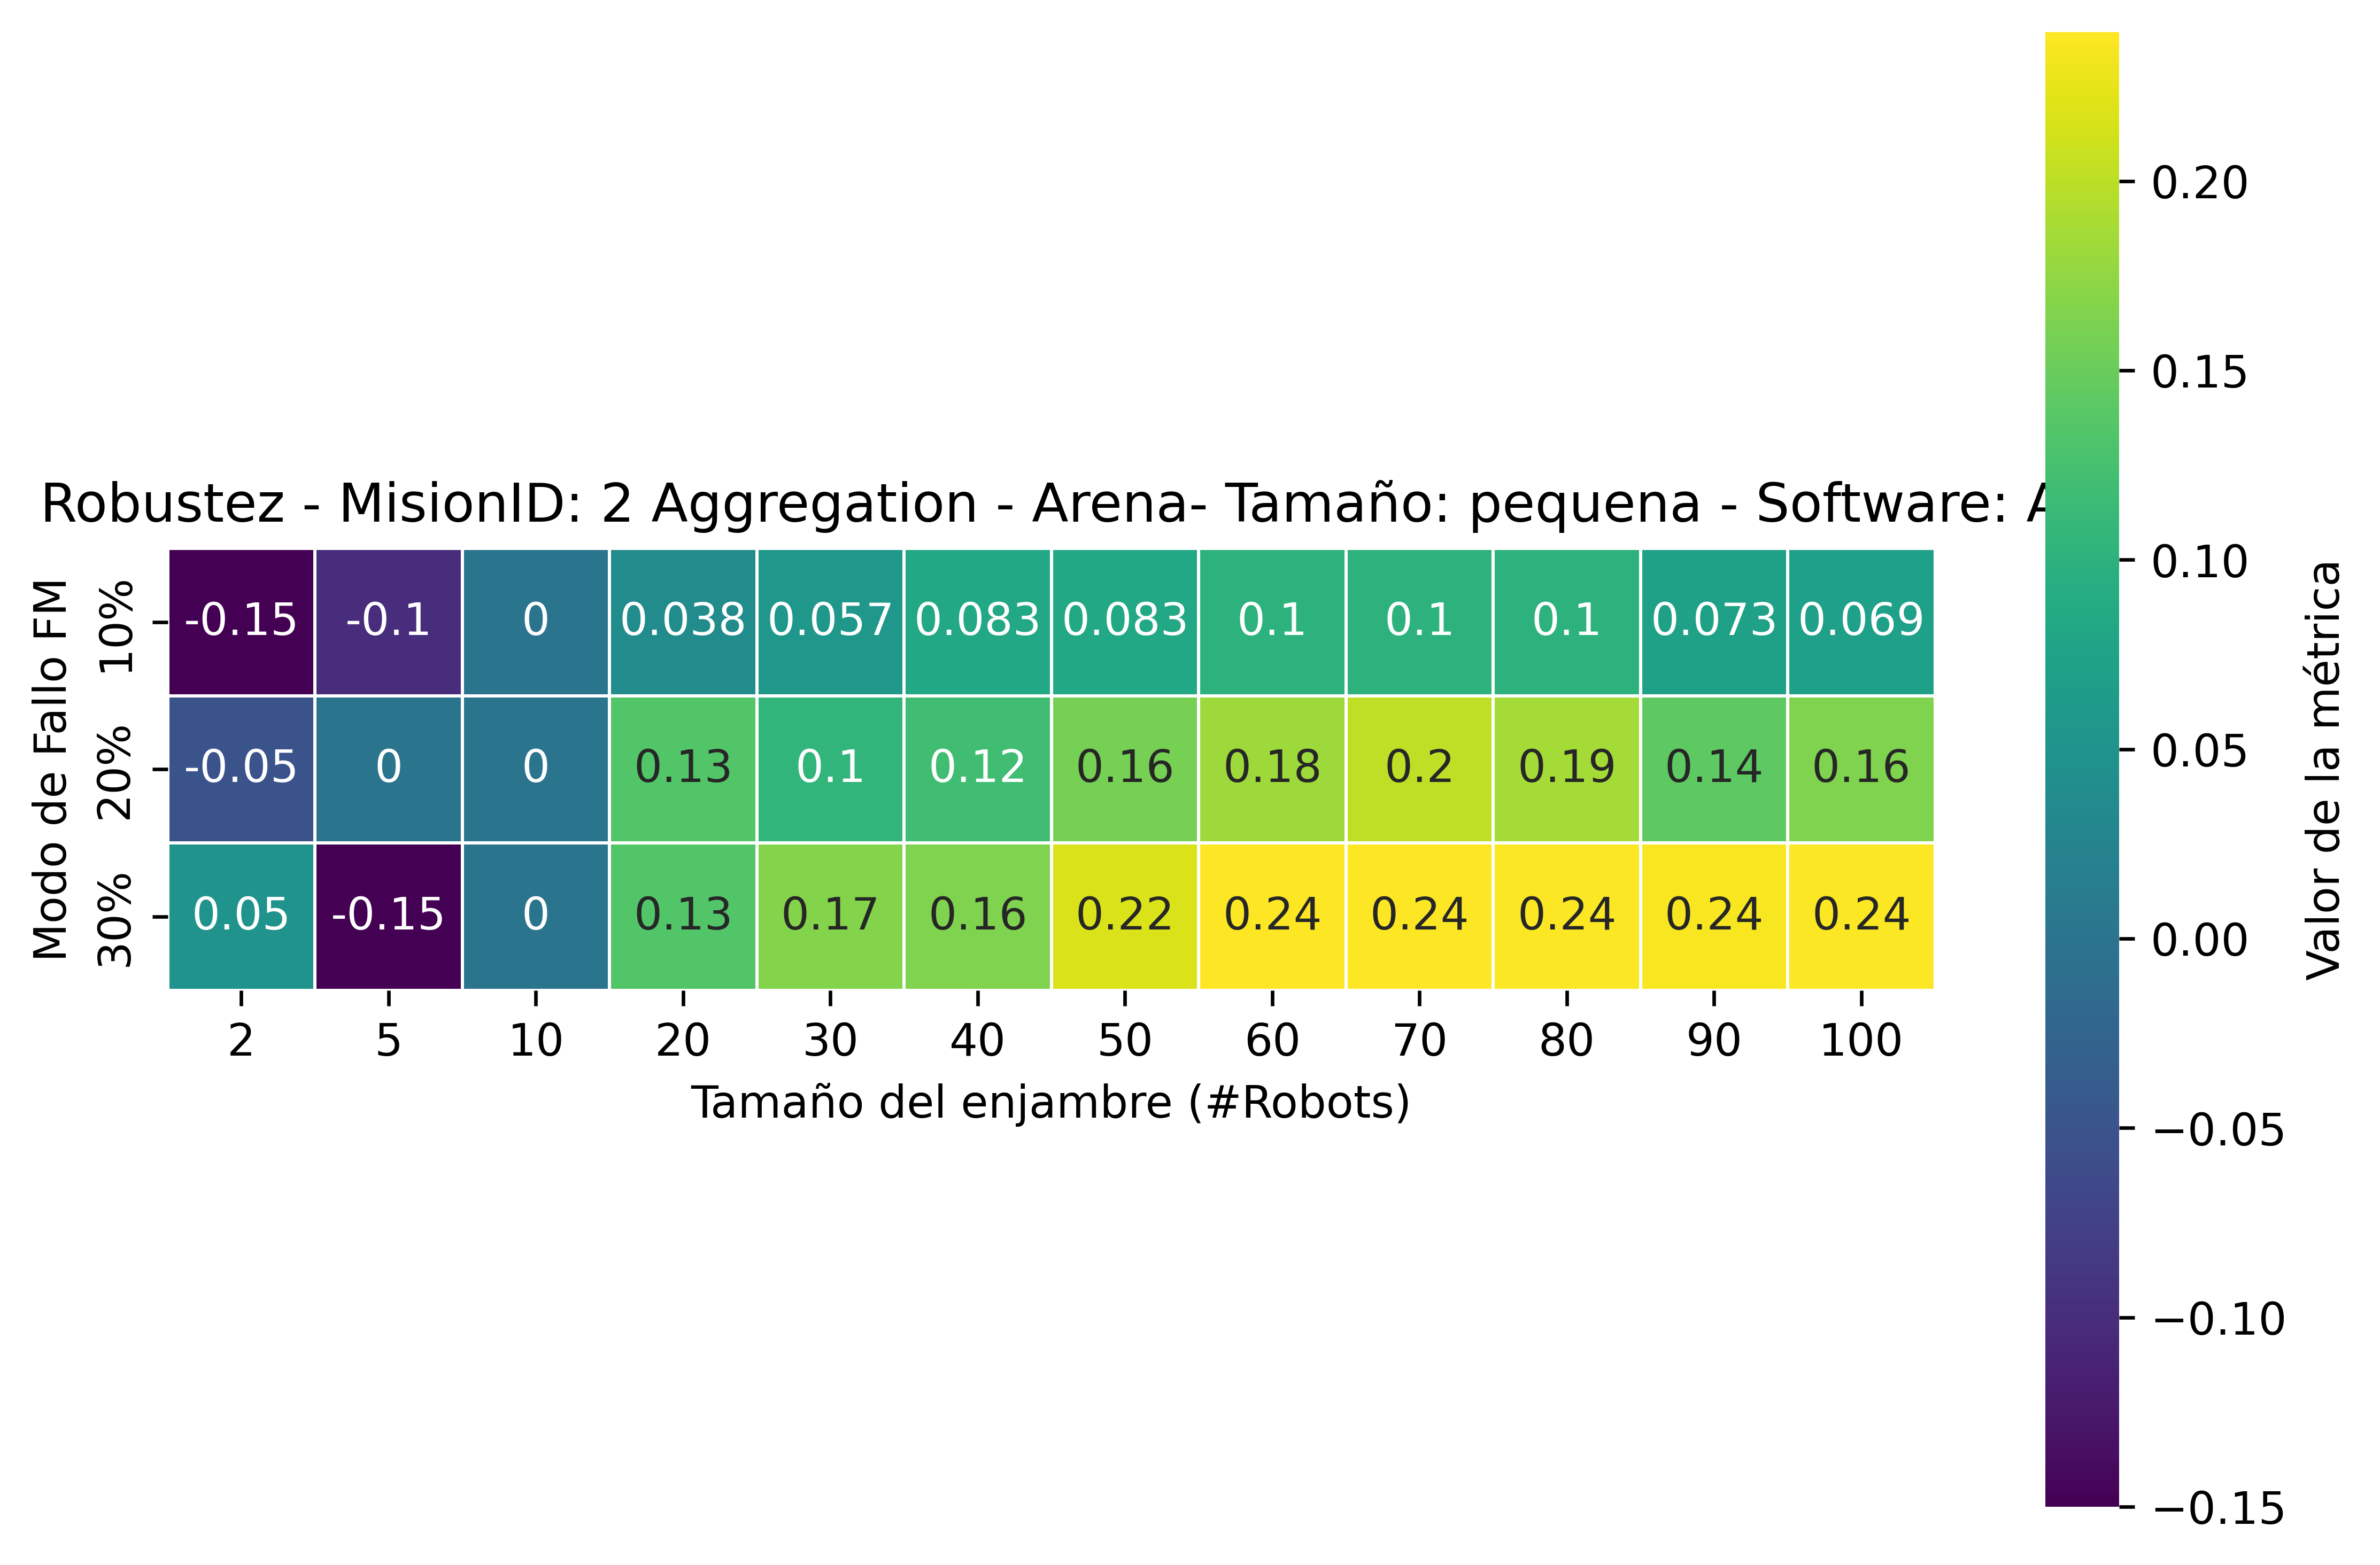 Robustez - MisionID: 2 Aggregation - Arena- Tamaño: pequena - Software: A
Modo de Fallo FM
10% -0.15 -0.1 0 0.038 0.057 0.083 0.083 0.1 0.1 0.1 0.073 0.069
20% -0.05 0 0 0.13 0.1 0.12 0.16 0.18 0.2 0.19 0.14 0.16
30% 0.05 -0.15 0 0.13 0.17 0.16 0.22 0.24 0.24 0.24 0.24 0.24
2 5 10 20 30 40 50 60 70 80 90 100
Tamaño del enjambre (#Robots)
0.20
0.15
0.10
0.05
0.00
−0.05
−0.10
−0.15
Valor de la métrica